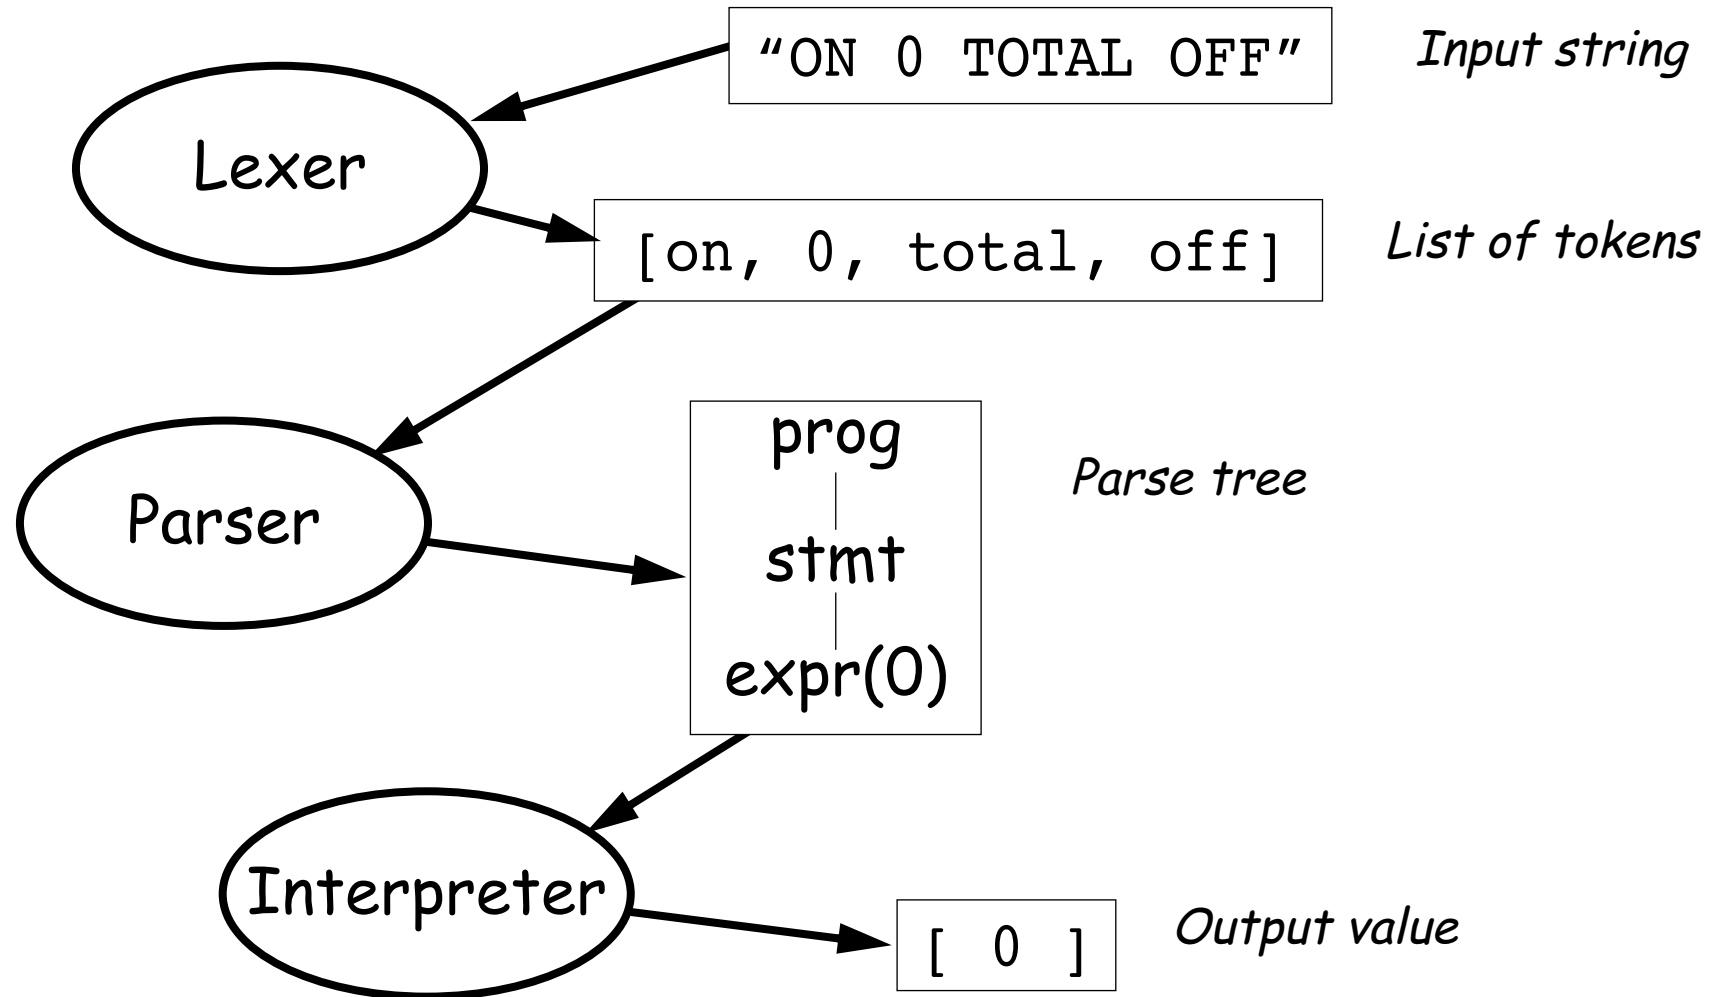 “ON 0 TOTAL OFF”
Input string
Lexer
[on, 0, total, off]
List of tokens
prog
Parse tree
Parser
stmt
expr(0)
Interpreter
[ 0 ]
Output value